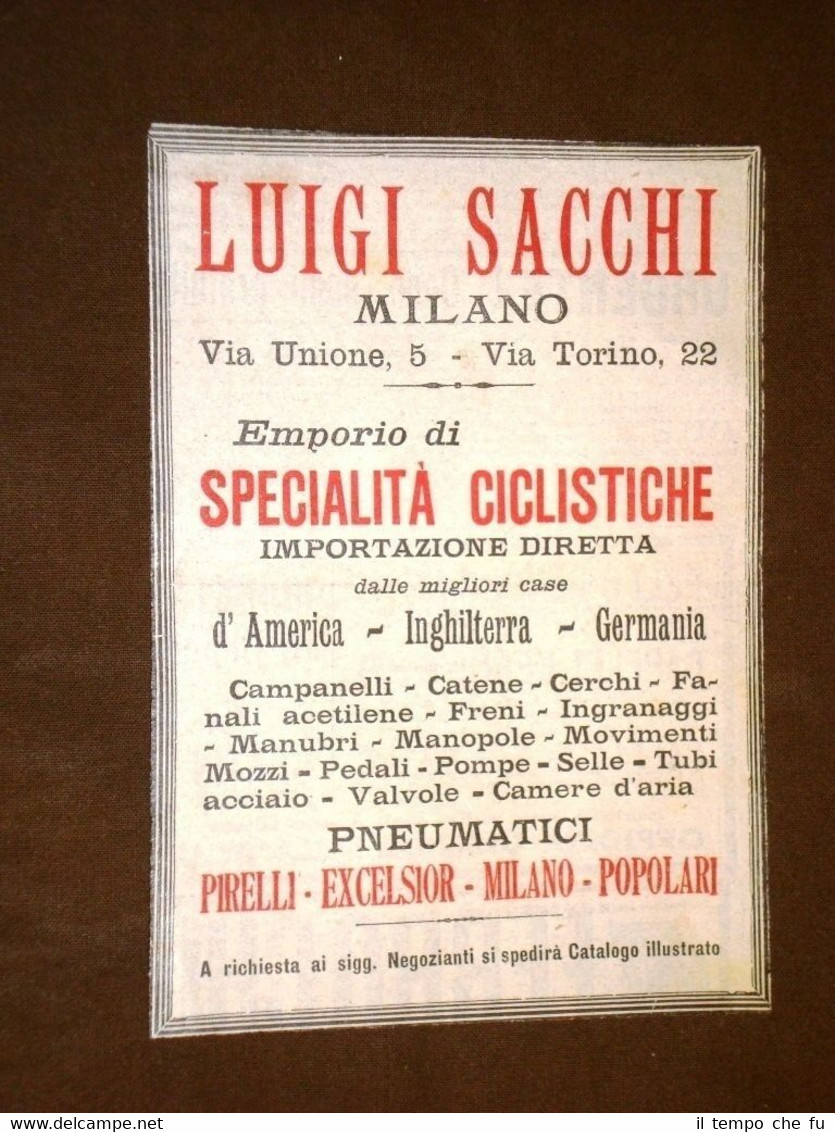 LUIGI SACCHI
MILANO
Via Unione, 5 - Via Torino, 22
Emporio di
SPECIALITÀ CICLISTICHE
IMPORTAZIONE DIRETTA
dalle migliori case
d' America - Inghilterra - Germania
Campanelli - Catene - Cerchi - Fa-
nali acetilene - Freni - Ingranaggi
- Manubri - Manopole - Movimenti
Mozzi - Pedali - Pompe - Selle - Tubi
acciaio - Valvole - Camere d'aria
PNEUMATICI
PIRELLI - EXCELSIOR - MILANO - POPOLARI
A richiesta ai sigg. Negozianti si spedirà Catalogo illustrato
www.delcampe.net
il tempo che fu